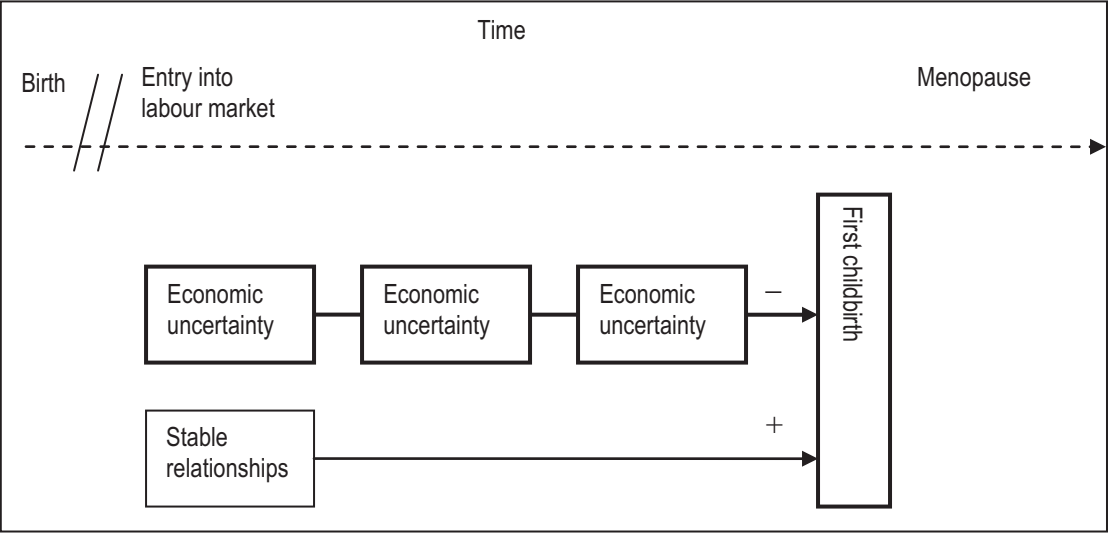 Time
Birth
Entry into
labour market
Menopause
First childbirth
Economic
uncertainty
Economic
uncertainty
Economic
uncertainty
–
Stable
relationships
+